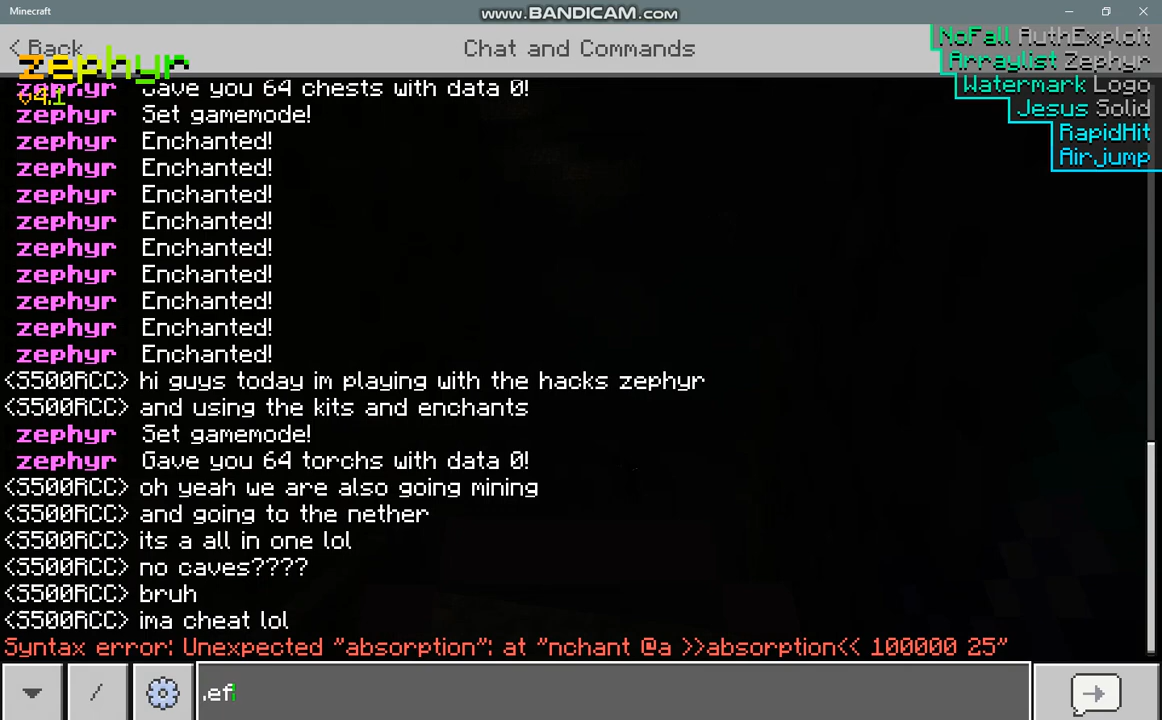 Minecraft
www.BANDICAM.com
< Back
Chat and Commands
zephyr
v4.1
NoFall AuthExploit
Arraylist Zephyr
Watermark Logo
Jesus Solid
RapidHit
Airjump
zephyr Gave you 64 chests with data 0!
zephyr Set gamemode!
zephyr Enchanted!
zephyr Enchanted!
zephyr Enchanted!
zephyr Enchanted!
zephyr Enchanted!
zephyr Enchanted!
zephyr Enchanted!
zephyr Enchanted!
zephyr Enchanted!
<S500RCC> hi guys today im playing with the hacks zephyr
<S500RCC> and using the kits and enchants
zephyr Set gamemode!
zephyr Gave you 64 torchs with data 0!
<S500RCC> oh yeah we are also going mining
<S500RCC> and going to the nether
<S500RCC> its a all in one lol
<S500RCC> no caves????
<S500RCC> bruh
<S500RCC> ima cheat lol
Syntax error: Unexpected "absorption": at "nchant @a >>absorption<< 100000 25"
/
.ef